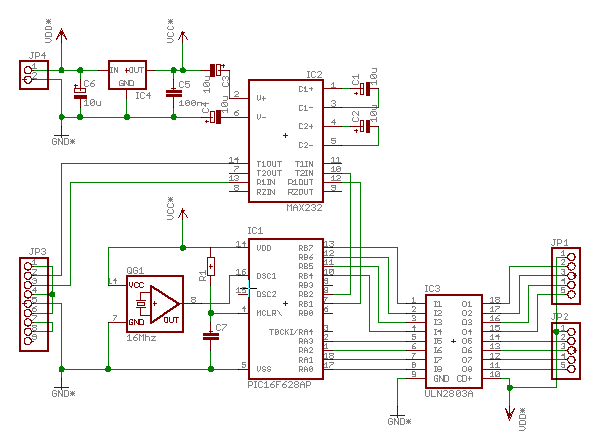 VDD*
VCC*
JP4
1
2
IN +OUT
GND
IC4
C6
10u
C5
100n
GND*
10u
C3
C4
10u
IC2
2 V+
6 V-
14 T1OUT
7 T2OUT
13 R1IN
8 R2IN
C1+ 1
C1- 3
C2+ 4
C2- 5
T1IN 11
T2IN 10
R1OUT 12
R2OUT 9
MAX232
C1
10u
C2
10u
VCC*
JP3
1
2
3
4
5
6
7
8
9
QG1
14 VCC
7 GND
OUT 8
16Mhz
R1
C7
GND*
IC1
14 VDD
16 OSC1
15 OSC2
4 MCLR\
5 VSS
RB7 13
RB6 12
RB5 11
RB4 10
RB3 9
RB2 8
RB1 7
RB0 6
TBCKI/RA4 3
RA3 2
RA2 1
RA1 18
RA0 17
PIC16F628AP
IC3
1 I1 O1 18
2 I2 O2 17
3 I3 O3 16
4 I4 O4 15
5 I5 O5 14
6 I6 O6 13
7 I7 O7 12
8 I8 O8 11
9 GND CD+ 10
ULN2803A
GND*
VDD*
JP1
1
2
3
4
5
JP2
1
2
3
4
5